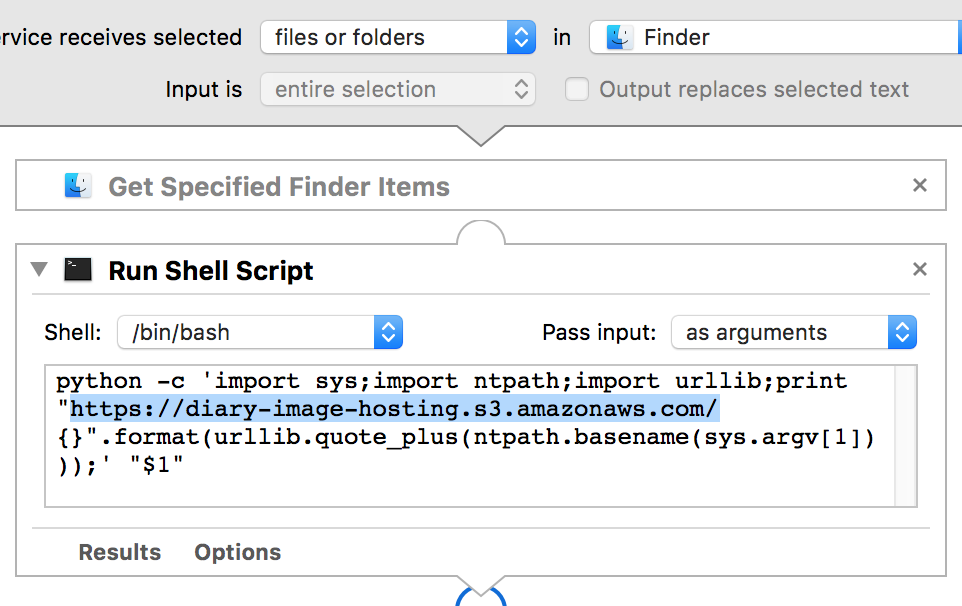 ervice receives selected files or folders in Finder
Input is entire selection Output replaces selected text
Get Specified Finder Items
Run Shell Script
Shell: /bin/bash Pass input: as arguments
python -c 'import sys;import ntpath;import urllib;print
"https://diary-image-hosting.s3.amazonaws.com/
{}".format(urllib.quote_plus(ntpath.basename(sys.argv[1])
));' "$1"
Results Options